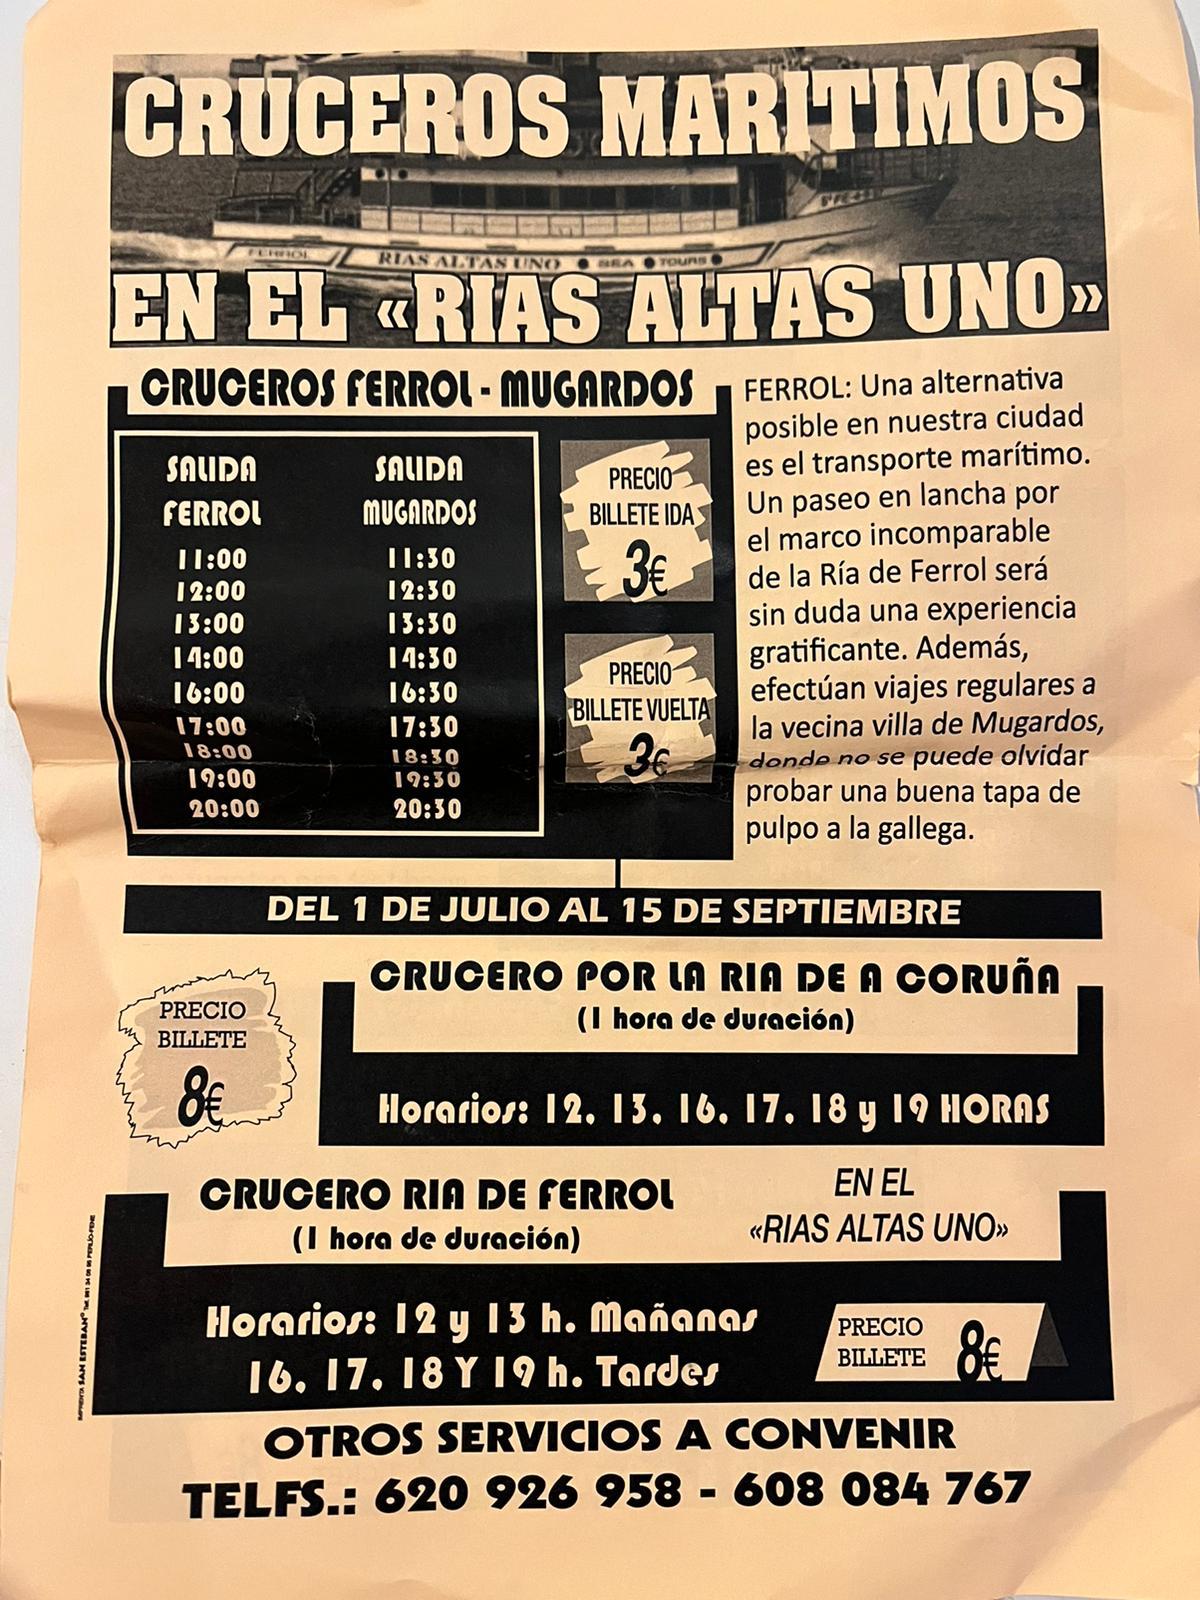 CRUCEROS MARITIMOS
FERROL RIAS ALTAS UNO ● SEA ● TOURS ●
EN EL «RIAS ALTAS UNO»
CRUCEROS FERROL - MUGARDOS
SALIDA SALIDA
FERROL MUGARDOS
11:00 11:30
12:00 12:30
13:00 13:30
14:00 14:30
16:00 16:30
17:00 17:30
18:00 18:30
19:00 19:30
20:00 20:30
PRECIO
BILLETE IDA
3€
PRECIO
BILLETE VUELTA
3€
FERROL: Una alternativa
posible en nuestra ciudad
es el transporte marítimo.
Un paseo en lancha por
el marco incomparable
de la Ría de Ferrol será
sin duda una experiencia
gratificante. Además,
efectúan viajes regulares a
la vecina villa de Mugardos,
donde no se puede olvidar
probar una buena tapa de
pulpo a la gallega.
DEL 1 DE JULIO AL 15 DE SEPTIEMBRE
PRECIO
BILLETE
8€
CRUCERO POR LA RIA DE A CORUÑA
(1 hora de duración)
Horarios: 12, 13, 16, 17, 18 y 19 HORAS
CRUCERO RIA DE FERROL
(1 hora de duración)
EN EL
«RIAS ALTAS UNO»
Horarios: 12 y 13 h. Mañanas
16, 17, 18 Y 19 h. Tardes
PRECIO
BILLETE 8€
IMPRENTA SAN ESTEBAN
OTROS SERVICIOS A CONVENIR
TELFS.: 620 926 958 - 608 084 767